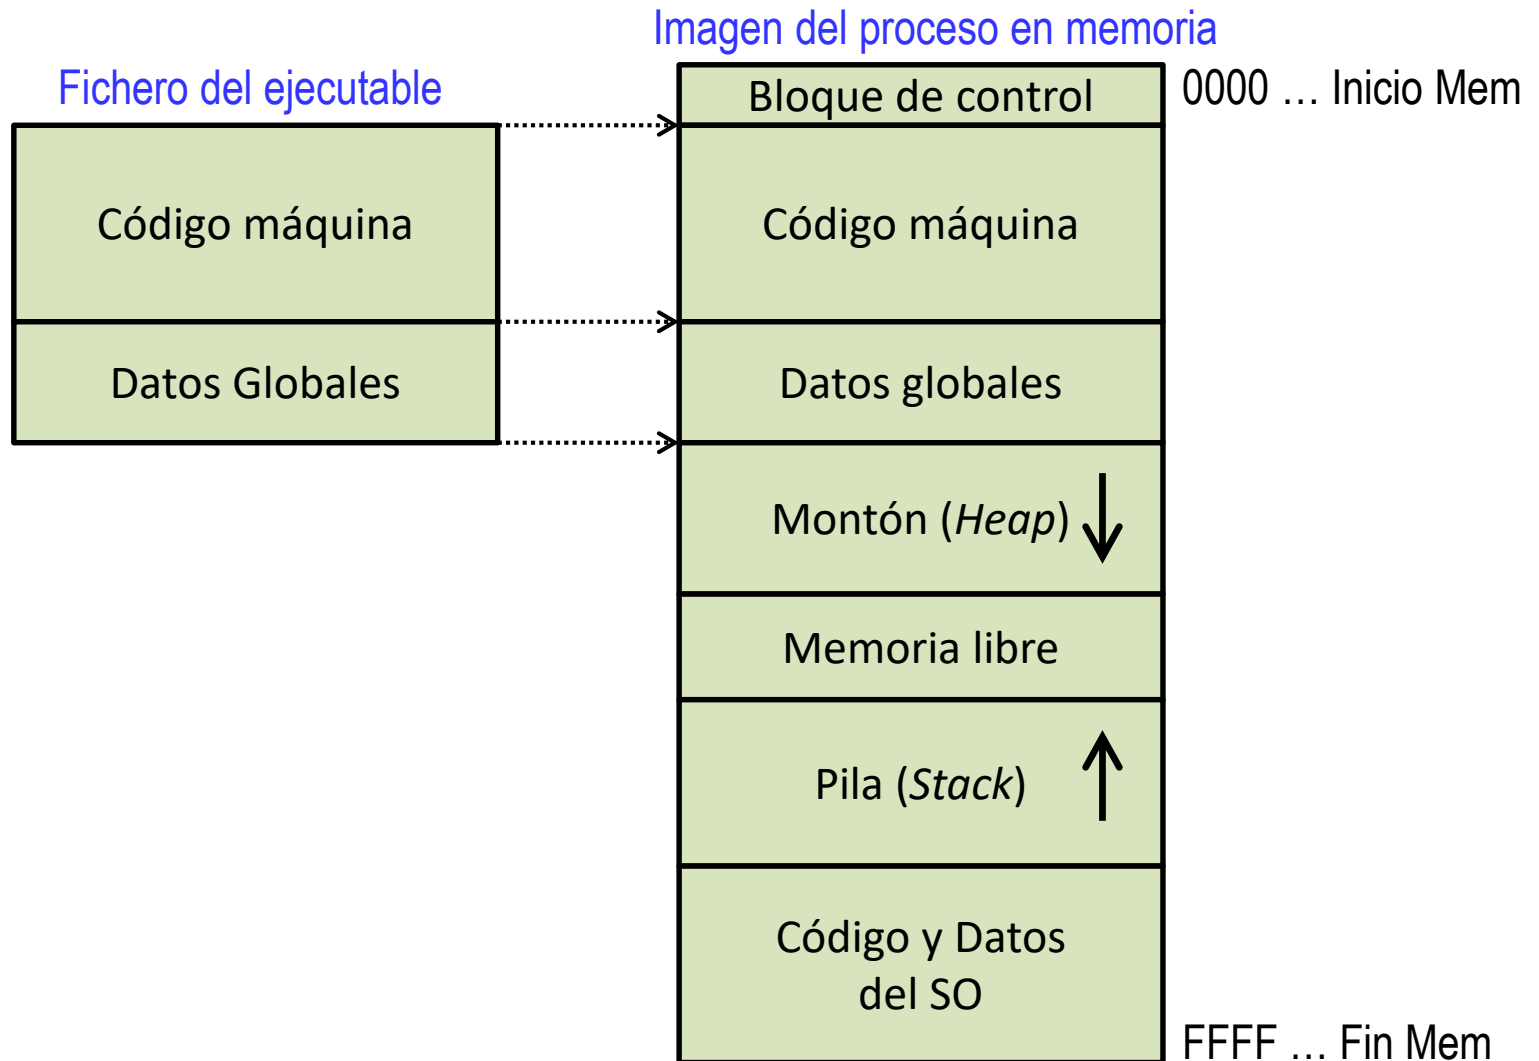 Imagen del proceso en memoria
Fichero del ejecutable
Bloque de control
0000 … Inicio Mem
Código máquina
Código máquina
Datos Globales
Datos globales
Montón (Heap)
Memoria libre
Pila (Stack)
Código y Datos
del SO
FFFF … Fin Mem